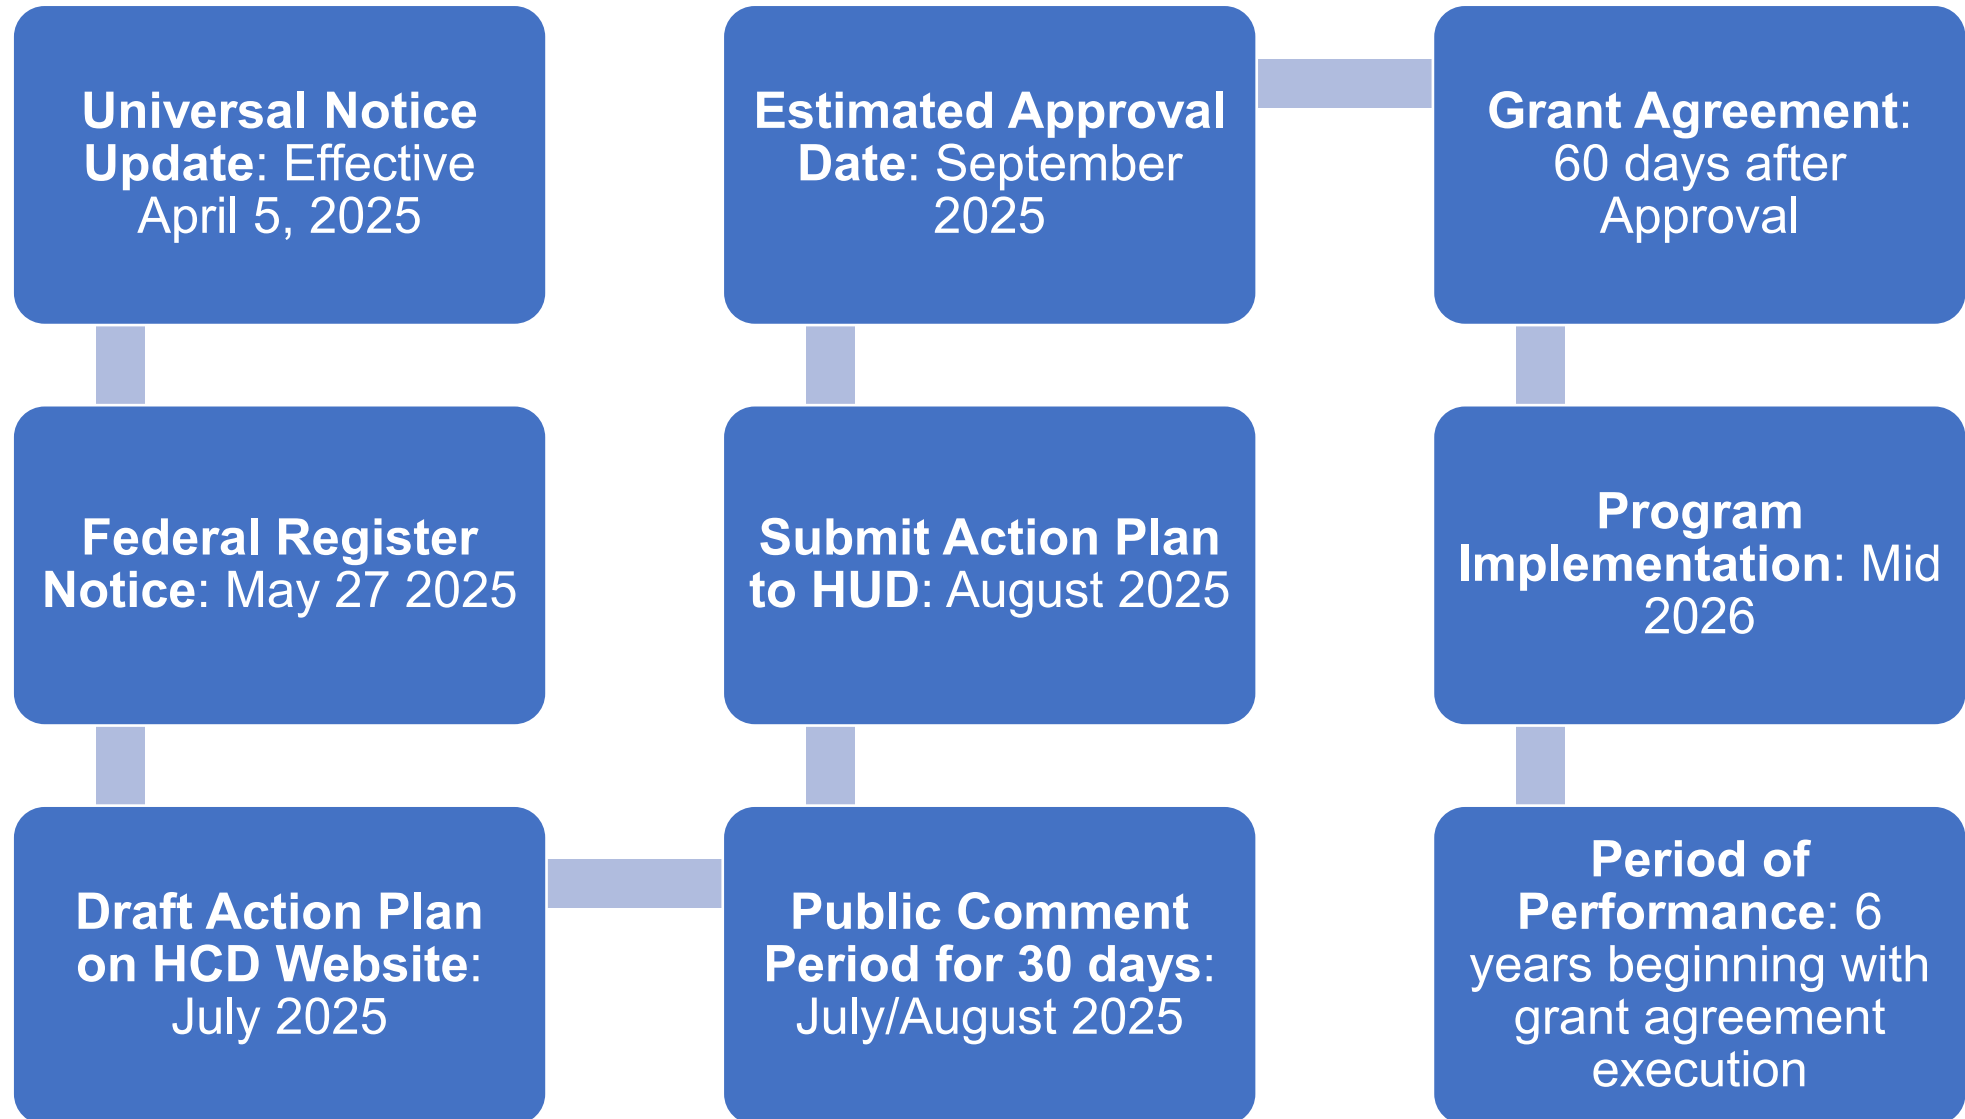 Universal Notice
Update: Effective
April 5, 2025
Federal Register
Notice: May 27 2025
Draft Action Plan
on HCD Website:
July 2025
Public Comment
Period for 30 days:
July/August 2025
Submit Action Plan
to HUD: August 2025
Estimated Approval
Date: September
2025
Grant Agreement:
60 days after
Approval
Program
Implementation: Mid
2026
Period of
Performance: 6
years beginning with
grant agreement
execution